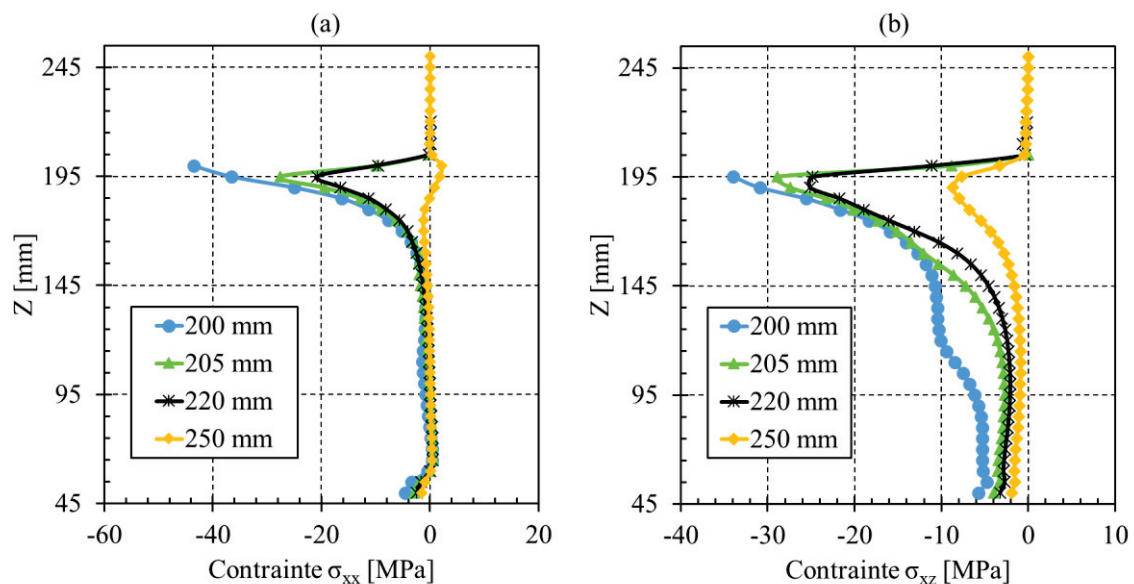 (a)
Z [mm]
245
195
145
95
45
-60 -40 -20 0 20
Contrainte σxx [MPa]
200 mm
205 mm
220 mm
250 mm
(b)
Z [mm]
245
195
145
95
45
-40 -30 -20 -10 0 10
Contrainte σxz [MPa]
200 mm
205 mm
220 mm
250 mm